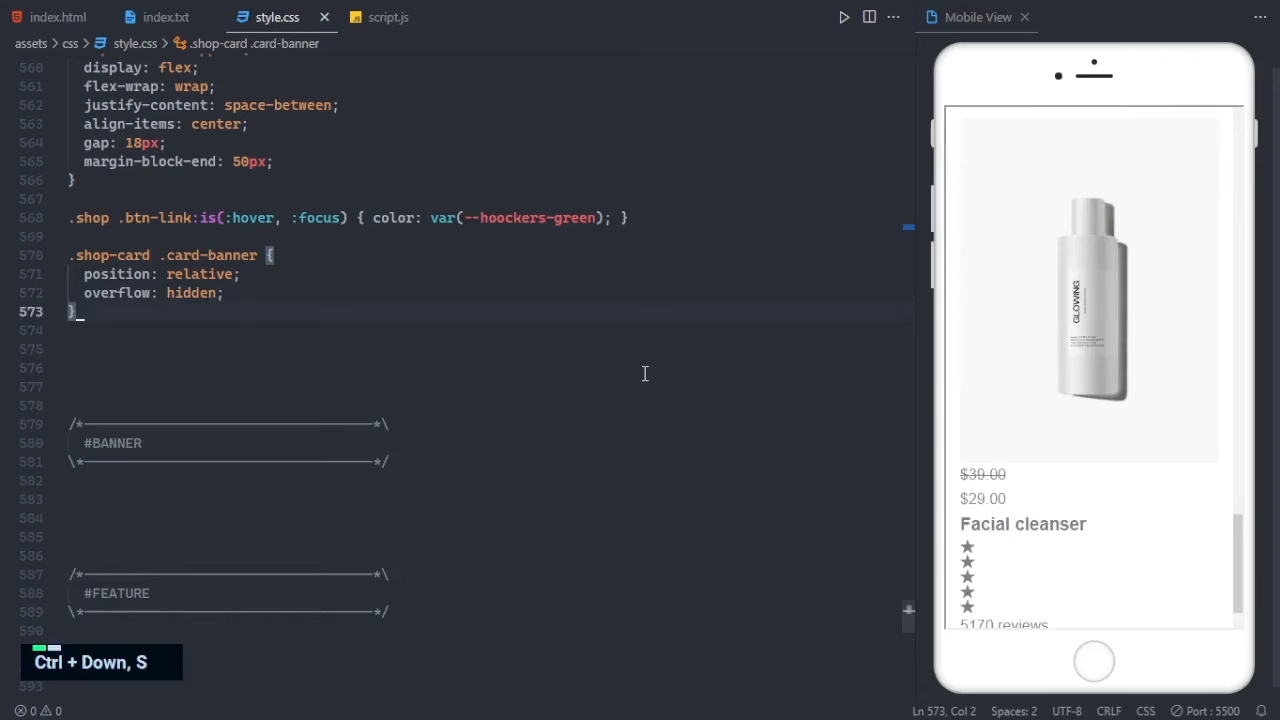 index.html index.txt style.css script.js Mobile View
assets > css > style.css > .shop-card .card-banner
560 display: flex;
561 flex-wrap: wrap;
562 justify-content: space-between;
563 align-items: center;
564 gap: 18px;
565 margin-block-end: 50px;
566 }
567
568 .shop .btn-link:is(:hover, :focus) { color: var(--hoockers-green); }
569
570 .shop-card .card-banner {
571 position: relative;
572 overflow: hidden;
573 }
574
575
576
577
578
579 /*-----------------------------------*\
580 #BANNER
581 \*-----------------------------------*/
582
583
584
585
586
587 /*-----------------------------------*\
588 #FEATURE
589 \*-----------------------------------*/
590
593
GLOWING
$39.00
$29.00
Facial cleanser
★
★
★
★
★
5170 reviews
Ctrl + Down, S
0 0 Ln 573, Col 2 Spaces: 2 UTF-8 CRLF CSS Port : 5500